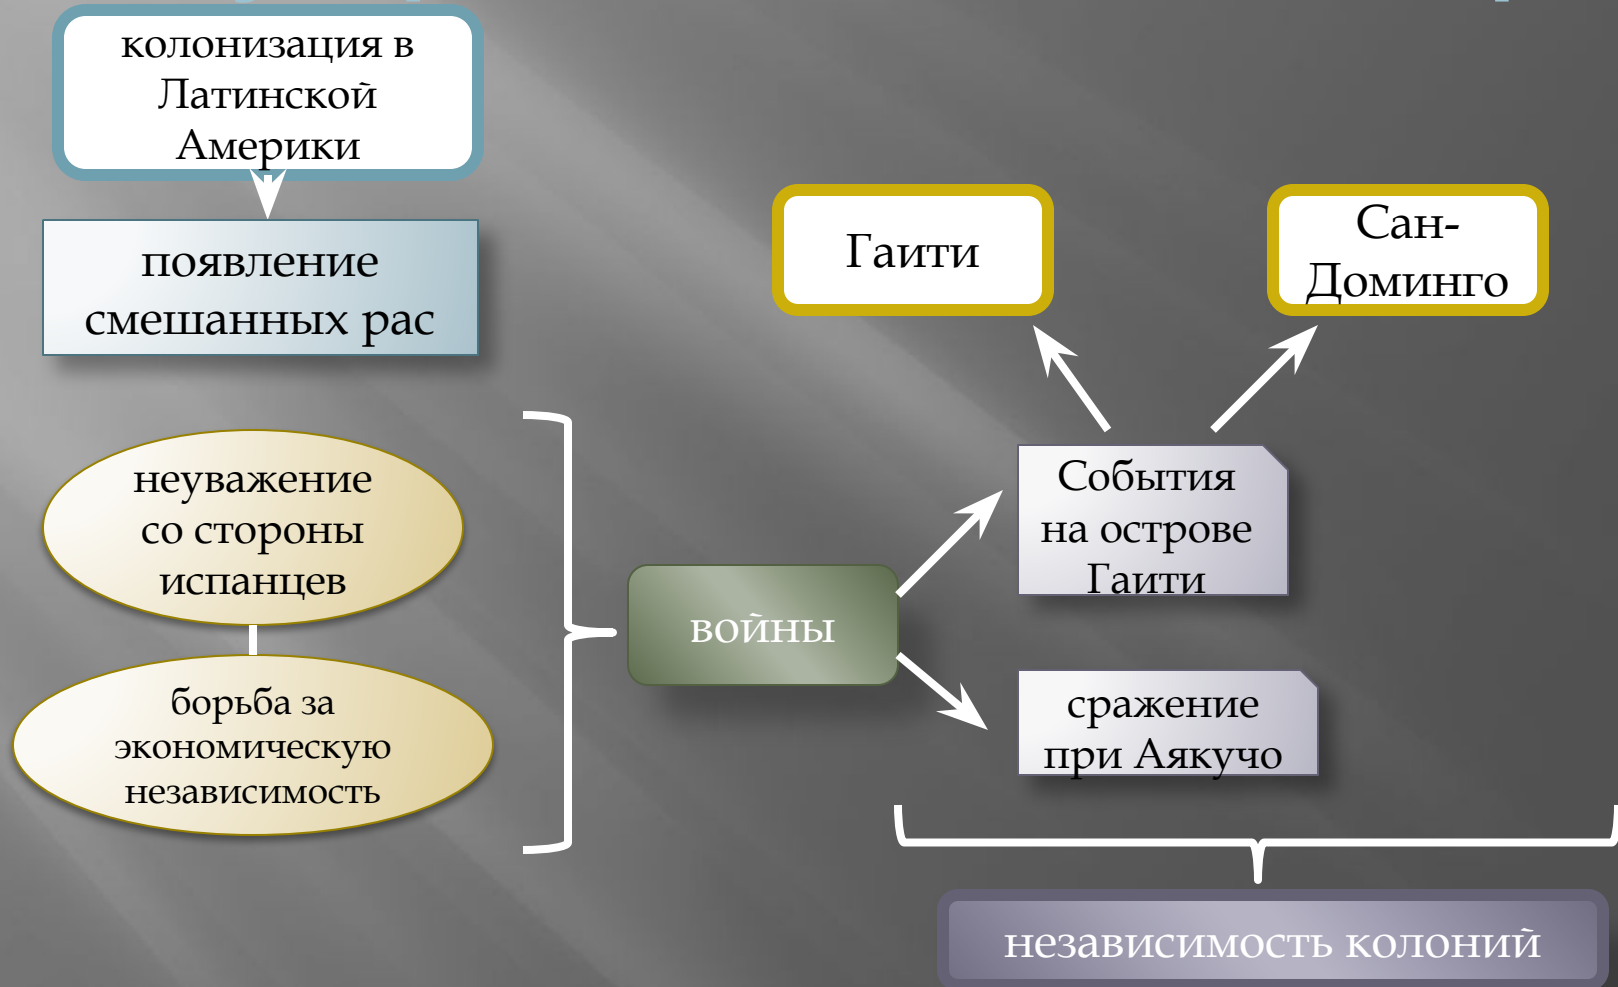 колонизация в
Латинской
Америки
появление
смешанных рас
неуважение
со стороны
испанцев
борьба за
экономическую
независимость
войны
Гаити
Сан-
Доминго
События
на острове
Гаити
сражение
при Аякучо
независимость колоний